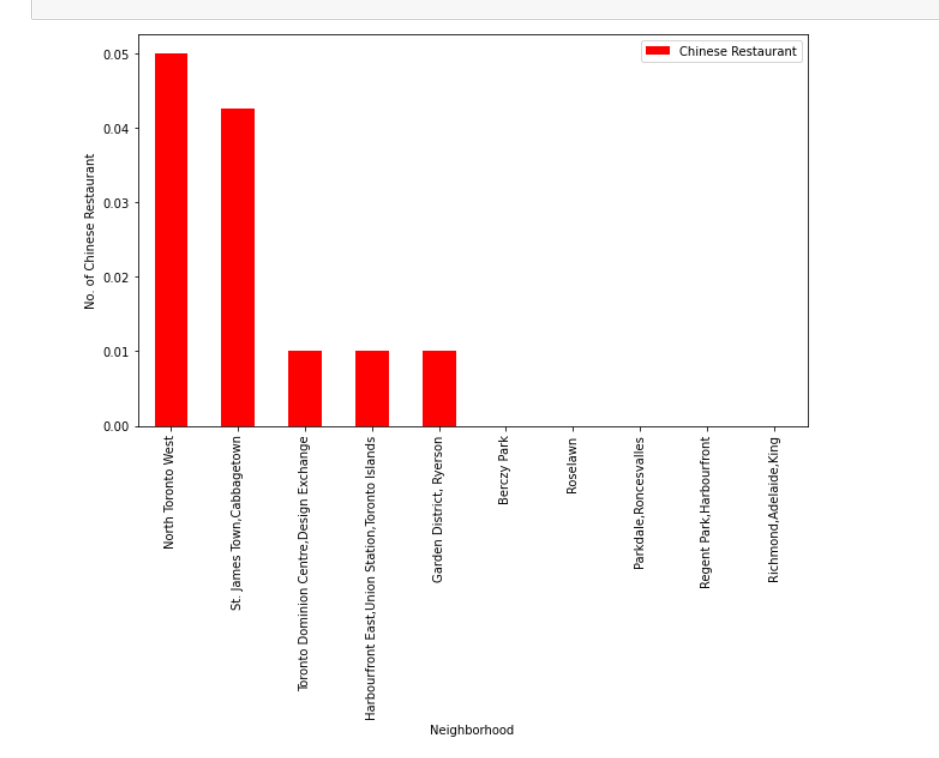 Chinese Restaurant
No. of Chinese Restaurant
0.05
0.04
0.03
0.02
0.01
0.00
North Toronto West
St. James Town,Cabbagetown
Toronto Dominion Centre,Design Exchange
Harbourfront East,Union Station,Toronto Islands
Garden District, Ryerson
Berczy Park
Roselawn
Parkdale,Roncesvalles
Regent Park,Harbourfront
Richmond,Adelaide,King
Neighborhood